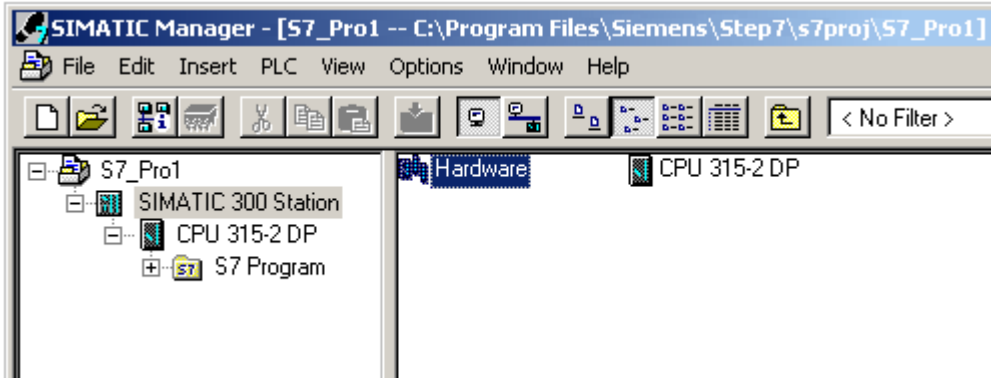 SIMATIC Manager - [S7_Pro1 -- C:\Program Files\Siemens\Step7\s7proj\S7_Pro1]
File Edit Insert PLC View Options Window Help
< No Filter >
S7_Pro1
SIMATIC 300 Station
CPU 315-2 DP
S7 Program
Hardware
CPU 315-2 DP